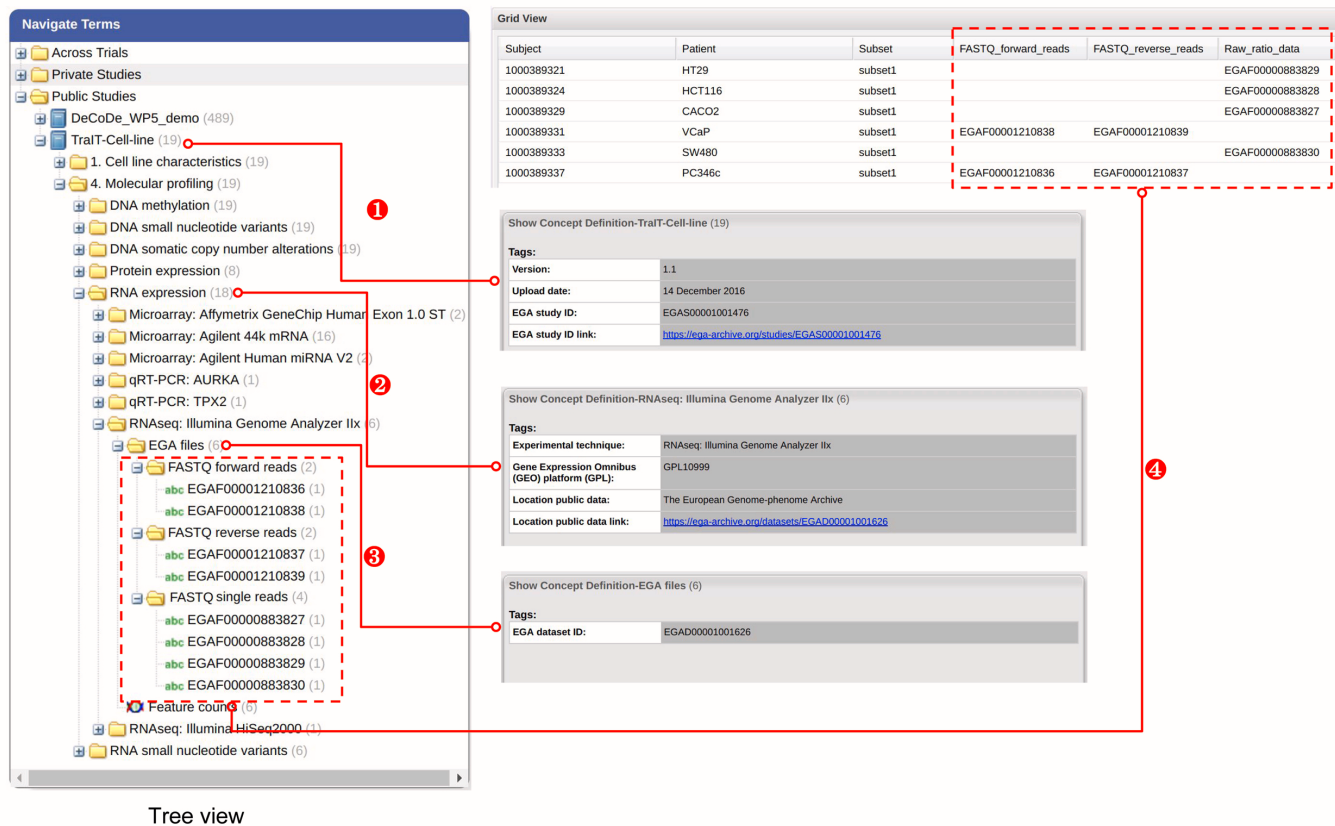 Navigate Terms
Across Trials
Private Studies
Public Studies
DeCoDe_WP5_demo (489)
TraIT-Cell-line (19)
1. Cell line characteristics (19)
4. Molecular profiling (19)
DNA methylation (19)
DNA small nucleotide variants (19)
DNA somatic copy number alterations (19)
Protein expression (8)
RNA expression (18)
Microarray: Affymetrix GeneChip Human Exon 1.0 ST (2)
Microarray: Agilent 44k mRNA (16)
Microarray: Agilent Human miRNA V2 (2)
qRT-PCR: AURKA (1)
qRT-PCR: TPX2 (1)
RNAseq: Illumina Genome Analyzer IIx (6)
EGA files (6)
FASTQ forward reads (2)
abc EGAF00001210836 (1)
abc EGAF00001210838 (1)
FASTQ reverse reads (2)
abc EGAF00001210837 (1)
abc EGAF00001210839 (1)
FASTQ single reads (4)
abc EGAF00000883827 (1)
abc EGAF00000883828 (1)
abc EGAF00000883829 (1)
abc EGAF00000883830 (1)
Feature counts (6)
RNAseq: Illumina HiSeq2000 (1)
RNA small nucleotide variants (6)
Tree view
1
2
3
4
Grid View
Subject Patient Subset FASTQ_forward_reads FASTQ_reverse_reads Raw_ratio_data
1000389321 HT29 subset1 EGAF00000883829
1000389324 HCT116 subset1 EGAF00000883828
1000389329 CACO2 subset1 EGAF00000883827
1000389331 VCaP subset1 EGAF00001210838 EGAF00001210839
1000389333 SW480 subset1 EGAF00000883830
1000389337 PC346c subset1 EGAF00001210836 EGAF00001210837
Show Concept Definition-TraIT-Cell-line (19)
Tags:
Version: 1.1
Upload date: 14 December 2016
EGA study ID: EGAS00001001476
EGA study ID link: https://ega-archive.org/studies/EGAS00001001476
Show Concept Definition-RNAseq: Illumina Genome Analyzer IIx (6)
Tags:
Experimental technique: RNAseq: Illumina Genome Analyzer IIx
Gene Expression Omnibus GPL10999
(GEO) platform (GPL):
Location public data: The European Genome-phenome Archive
Location public data link: https://ega-archive.org/datasets/EGAD00001001626
Show Concept Definition-EGA files (6)
Tags:
EGA dataset ID: EGAD00001001626